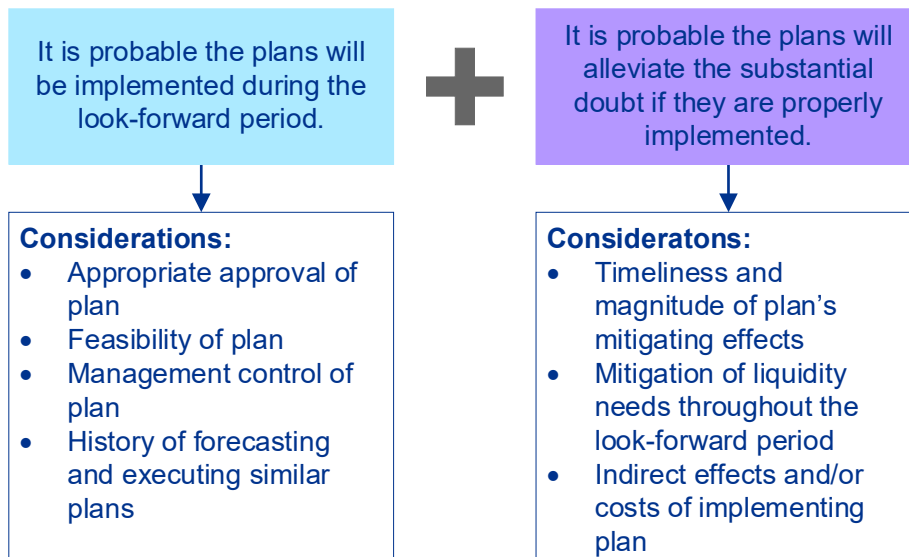 It is probable the plans will
be implemented during the
look-forward period.
It is probable the plans will
alleviate the substantial
doubt if they are properly
implemented.
Considerations:
• Appropriate approval of
plan
• Feasibility of plan
• Management control of
plan
• History of forecasting
and executing similar
plans
Consideratons:
• Timeliness and
magnitude of plan’s
mitigating effects
• Mitigation of liquidity
needs throughout the
look-forward period
• Indirect effects and/or
costs of implementing
plan